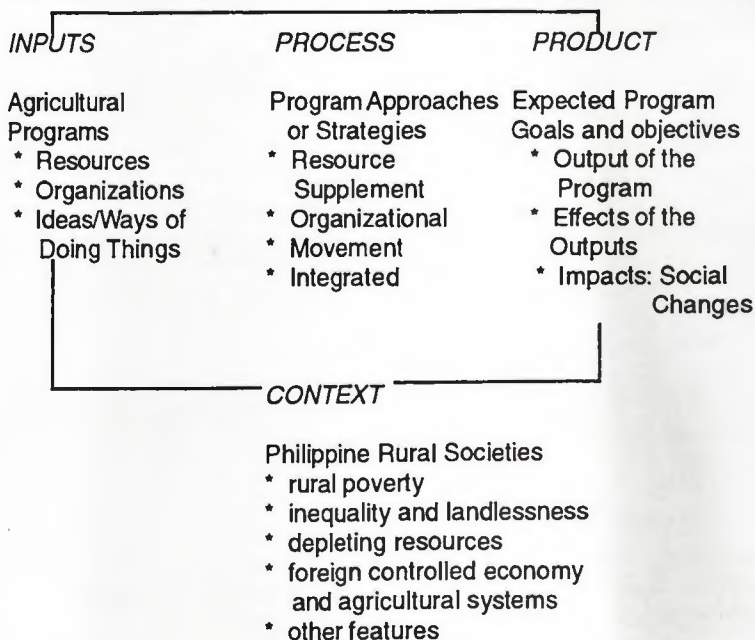 INPUTS
Agricultural
Programs
* Resources
* Organizations
* Ideas/Ways of
Doing Things
PROCESS
Program Approaches
or Strategies
* Resource
Supplement
* Organizational
* Movement
* Integrated
PRODUCT
Expected Program
Goals and objectives
* Output of the
Program
* Effects of the
Outputs
* Impacts: Social
Changes
CONTEXT
Philippine Rural Societies
* rural poverty
* inequality and landlessness
* depleting resources
* foreign controlled economy
and agricultural systems
* other features